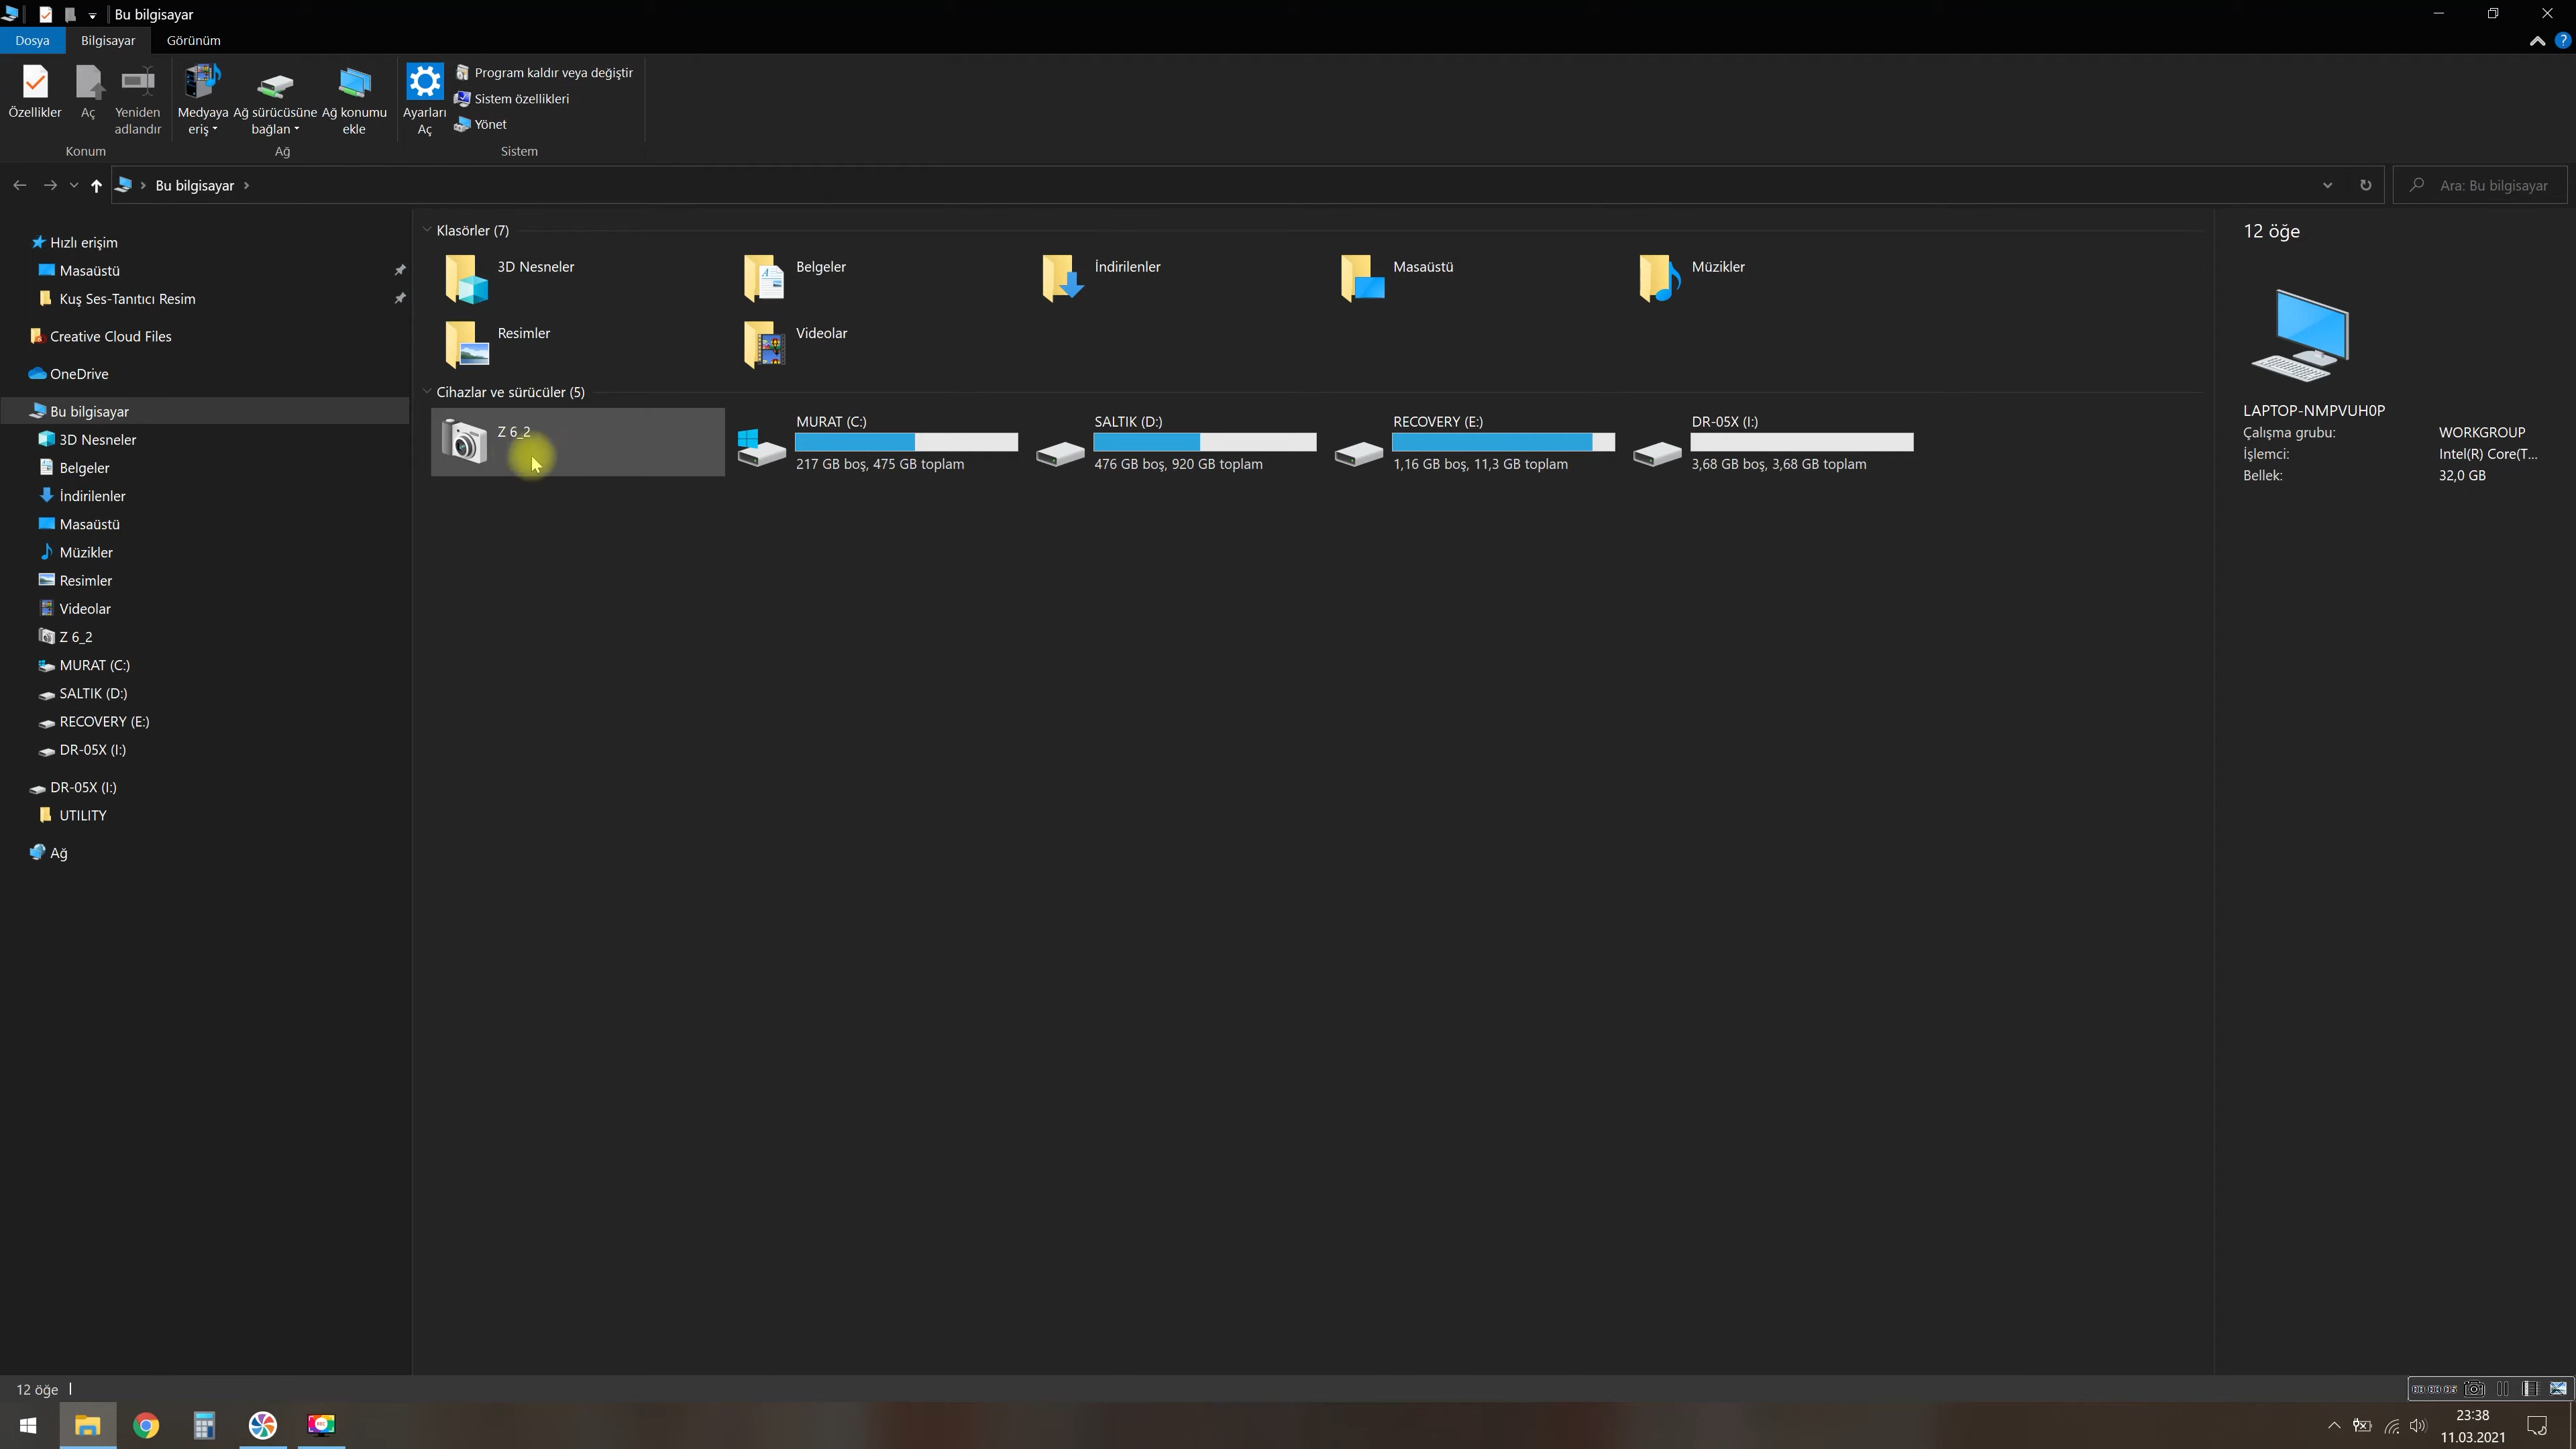 Bu bilgisayar
Dosya
Bilgisayar
Görünüm
Özellikler
Aç
Yeniden
adlandır
Konum
Medyaya
eriş
Ağ sürücüsüne
bağlan
Ağ konumu
ekle
Ağ
Ayarları
Aç
Program kaldır veya değiştir
Sistem özellikleri
Yönet
Sistem
Bu bilgisayar
Ara: Bu bilgisayar
Hızlı erişim
Masaüstü
Kuş Ses-Tanıtıcı Resim
Creative Cloud Files
OneDrive
Bu bilgisayar
3D Nesneler
Belgeler
İndirilenler
Masaüstü
Müzikler
Resimler
Videolar
Z 6_2
MURAT (C:)
SALTIK (D:)
RECOVERY (E:)
DR-05X (I:)
DR-05X (I:)
UTILITY
Ağ
Klasörler (7)
3D Nesneler
Belgeler
İndirilenler
Masaüstü
Müzikler
Resimler
Videolar
Cihazlar ve sürücüler (5)
Z 6_2
MURAT (C:)
217 GB boş, 475 GB toplam
SALTIK (D:)
476 GB boş, 920 GB toplam
RECOVERY (E:)
1,16 GB boş, 11,3 GB toplam
DR-05X (I:)
3,68 GB boş, 3,68 GB toplam
12 öğe
LAPTOP-NMPVUH0P
Çalışma grubu: WORKGROUP
İşlemci: Intel(R) Core(T...
Bellek: 32,0 GB
12 öğe
REC
23:38
11.03.2021